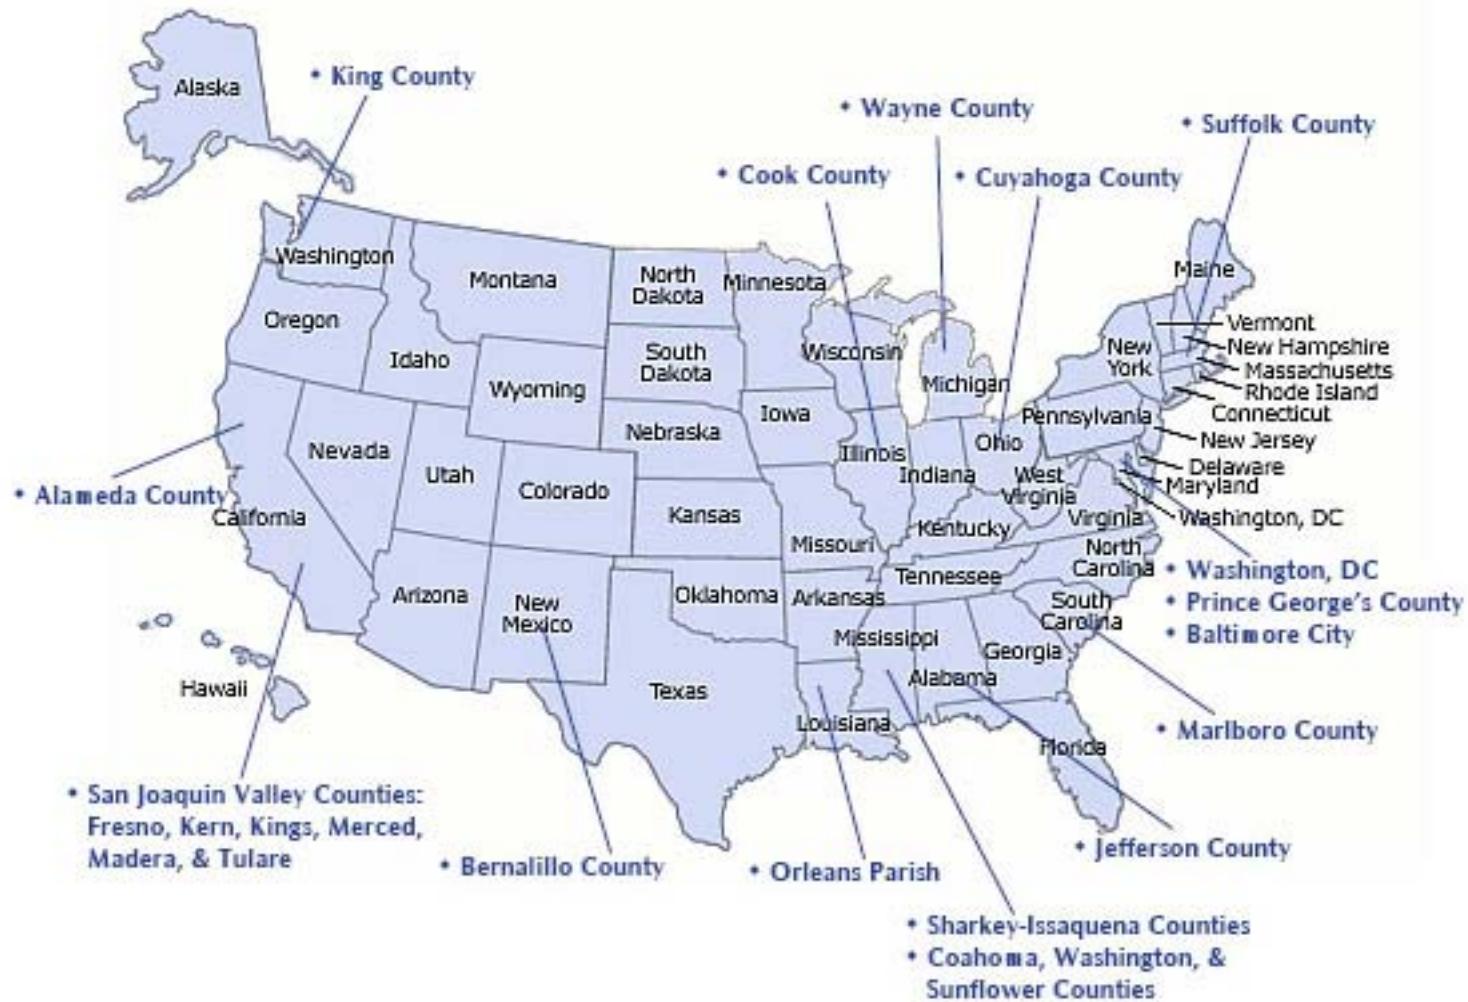 Alaska
• King County
• Wayne County
• Suffolk County
• Cook County
• Cuyahoga County
Washington
Montana
North
Dakota
Minnesota
Maine
Oregon
Idaho
Wyoming
South
Dakota
Wisconsin
Michigan
New
York
Vermont
New Hampshire
Massachusetts
Rhode Island
Connecticut
Iowa
Nebraska
Pennsylvania
Ohio
Illinois
Indiana
New Jersey
Nevada
Utah
Colorado
Kansas
West
Virginia
Delaware
Maryland
• Alameda County
California
Missouri
Kentucky
Virginia
Washington, DC
North
Carolina
Tennessee
Arizona
New
Mexico
Oklahoma
Arkansas
South
Carolina
• Washington, DC
• Prince George's County
• Baltimore City
Mississippi
Georgia
Alabama
Hawaii
Texas
Louisiana
Florida
• Marlboro County
• San Joaquin Valley Counties:
Fresno, Kern, Kings, Merced,
Madera, & Tulare
• Bernalillo County
• Orleans Parish
• Jefferson County
• Sharkey-Issaquena Counties
• Coahoma, Washington, &
Sunflower Counties